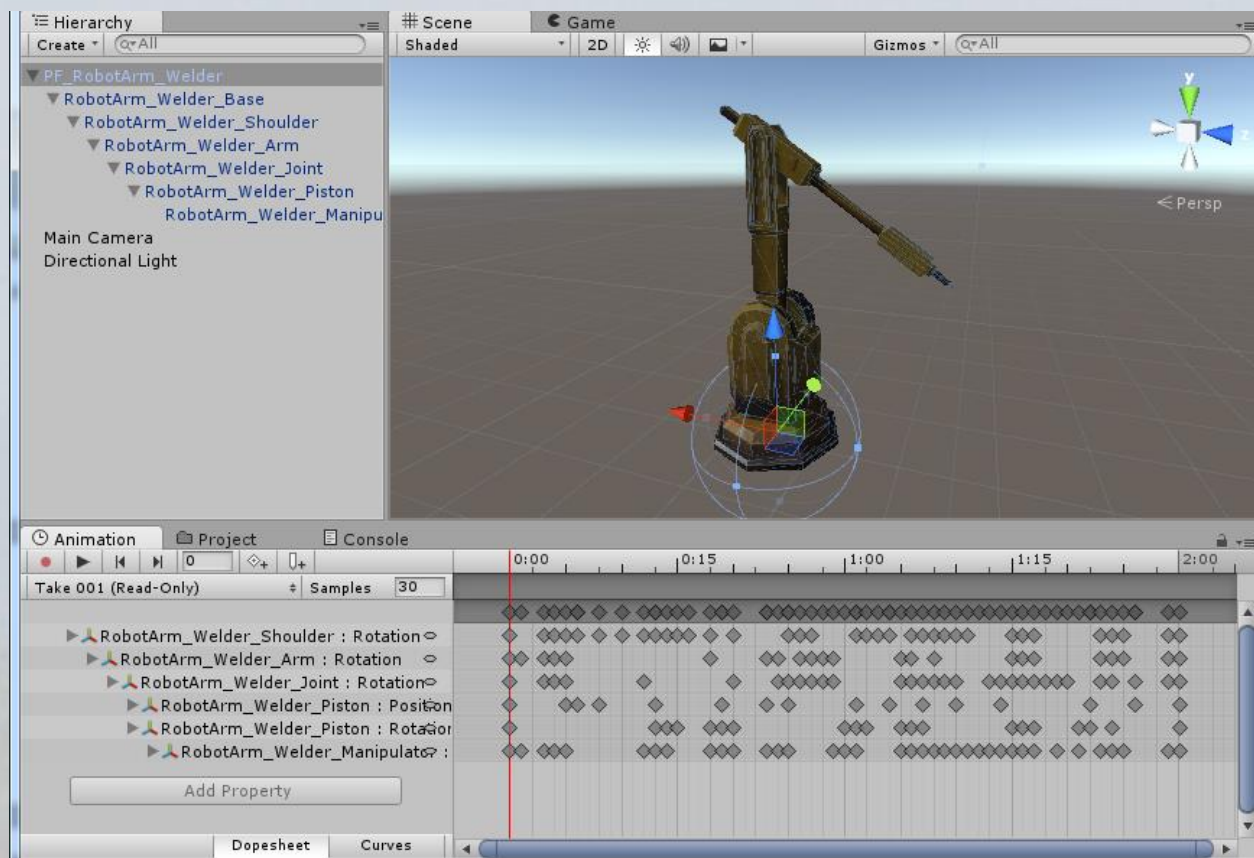 Hierarchy
Create
All
PF_RobotArm_Welder
RobotArm_Welder_Base
RobotArm_Welder_Shoulder
RobotArm_Welder_Arm
RobotArm_Welder_Joint
RobotArm_Welder_Piston
RobotArm_Welder_Manipu
Main Camera
Directional Light
Scene Game
Shaded 2D Gizmos All
y
z
Persp
Animation Project Console
0
0:00 0:15 1:00 1:15 2:00
Take 001 (Read-Only) Samples 30
RobotArm_Welder_Shoulder : Rotation
RobotArm_Welder_Arm : Rotation
RobotArm_Welder_Joint : Rotation
RobotArm_Welder_Piston : Position
RobotArm_Welder_Piston : Rotation
RobotArm_Welder_Manipulator :
Add Property
Dopesheet Curves